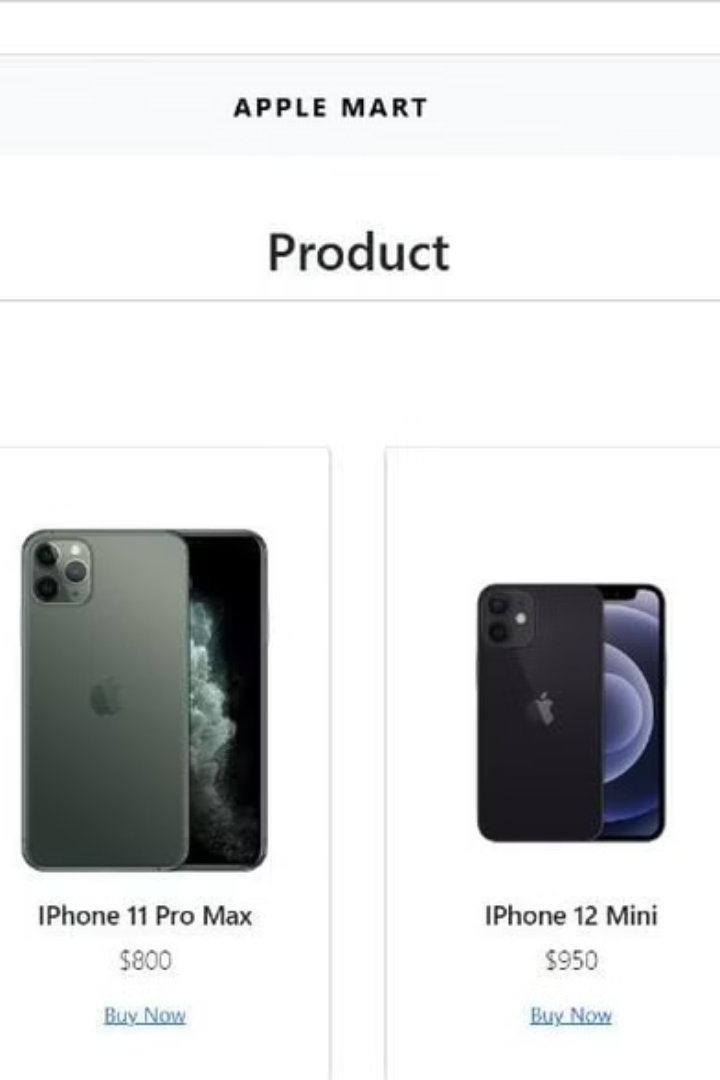 APPLE MART
Product
IPhone 11 Pro Max
$800
Buy Now
IPhone 12 Mini
$950
Buy Now